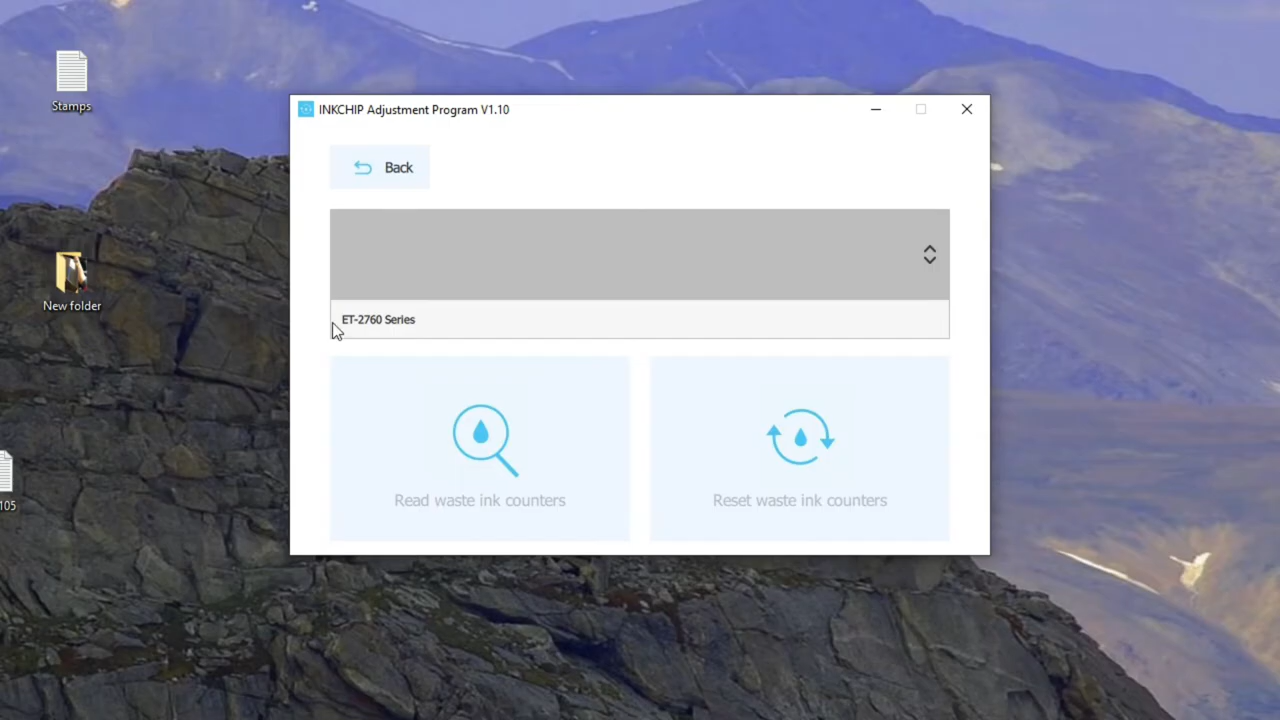 Stamps
INKCHIP Adjustment Program V1.10
Back
New folder
ET-2760 Series
105
Read waste ink counters
Reset waste ink counters